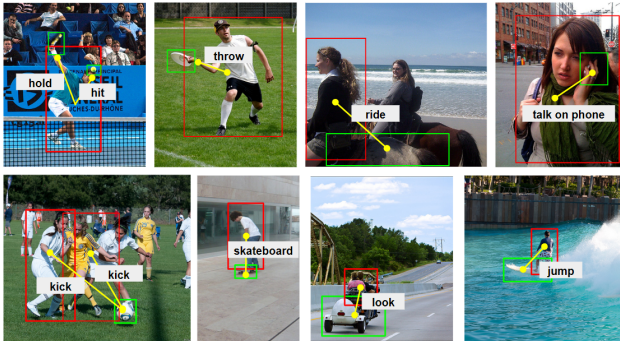 hold
hit
throw
ride
talk on phone
kick
kick
skateboard
look
jump